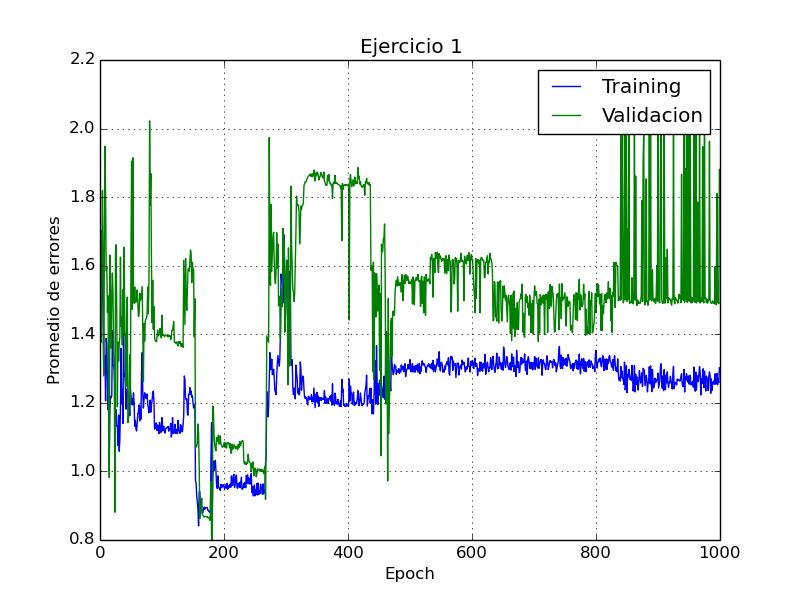 Ejercicio 1
Training
Validacion
Promedio de errores
2.2
2.0
1.8
1.6
1.4
1.2
1.0
0.8
0 200 400 600 800 1000
Epoch